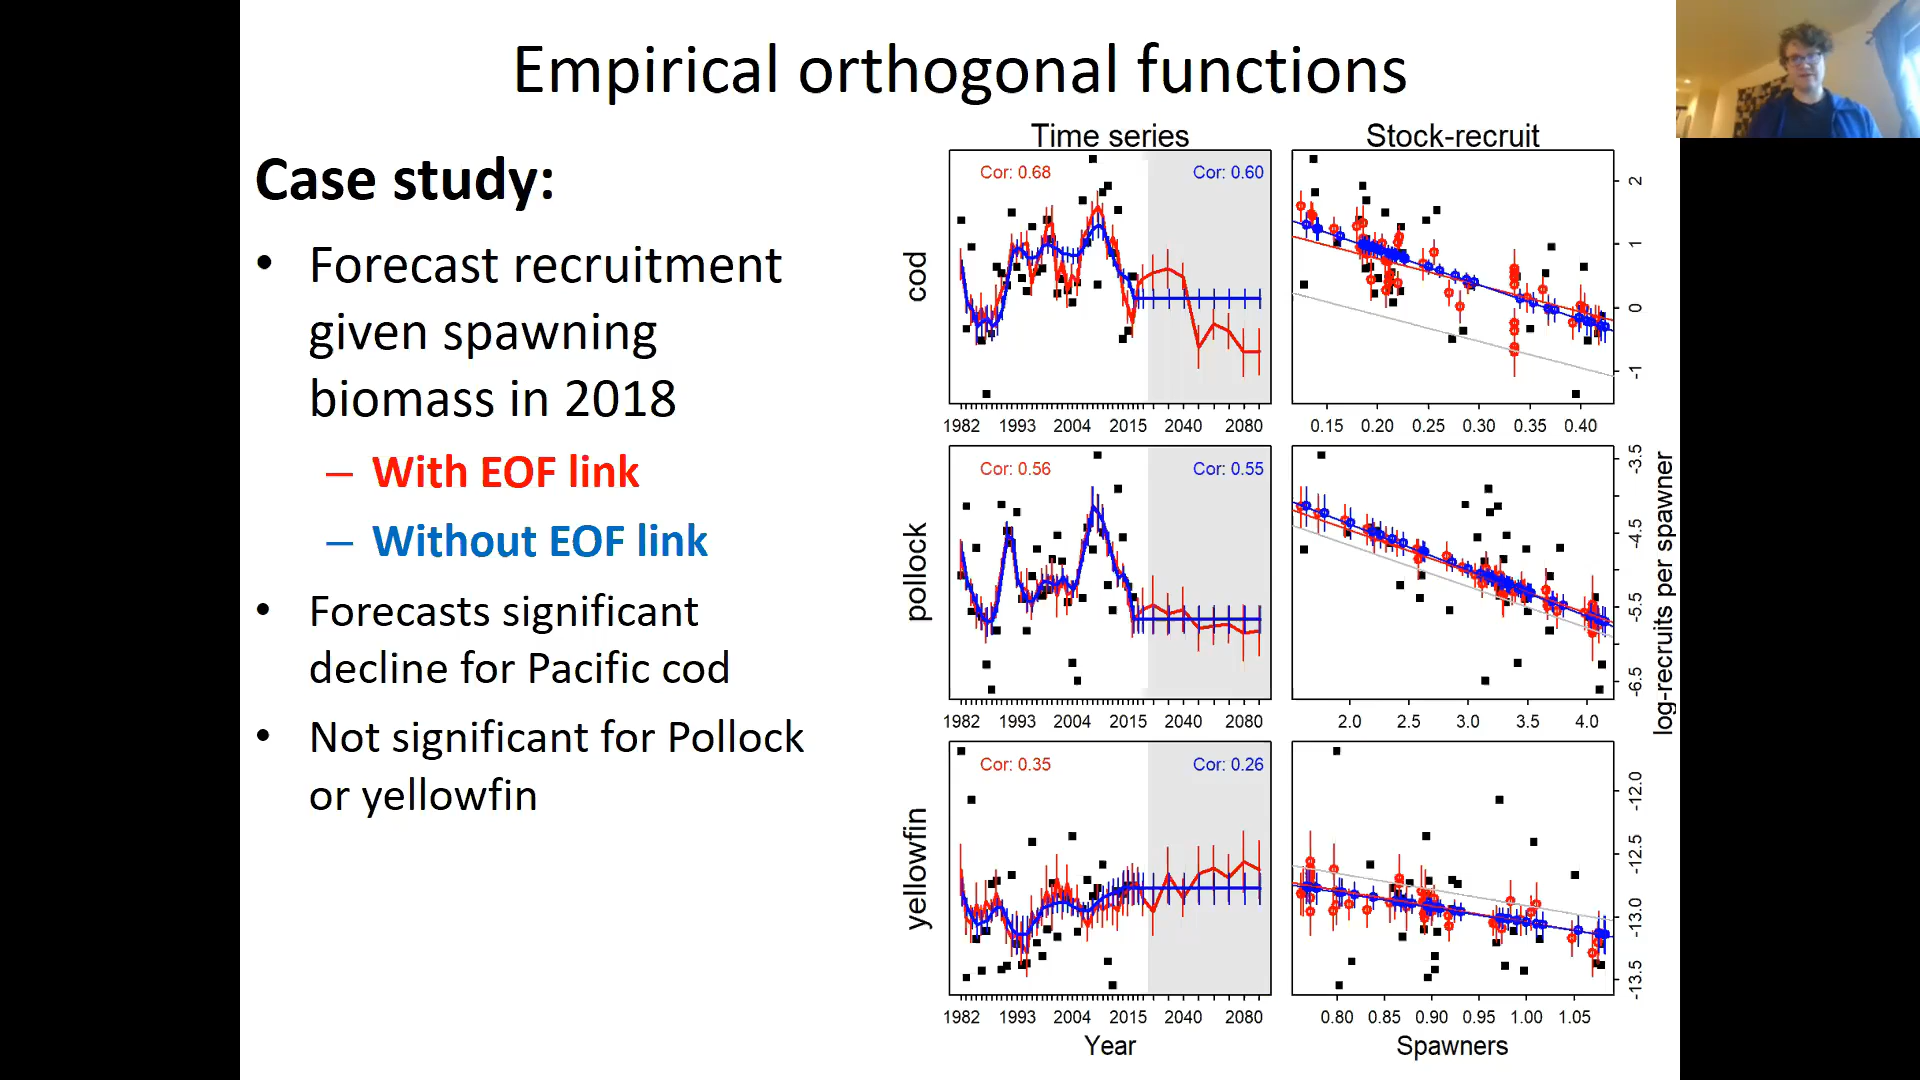 Empirical orthogonal functions
Case study:
• Forecast recruitment
given spawning
biomass in 2018
– With EOF link
– Without EOF link
• Forecasts significant
decline for Pacific cod
• Not significant for Pollock
or yellowfin
Time series
Stock-recruit
cod
Cor: 0.68
Cor: 0.60
1982 1993 2004 2015 2040 2080
2
1
0
-1
0.15 0.20 0.25 0.30 0.35 0.40
pollock
Cor: 0.56
Cor: 0.55
1982 1993 2004 2015 2040 2080
-3.5
-4.5
-5.5
-6.5
2.0 2.5 3.0 3.5 4.0
log-recruits per spawner
yellowfin
Cor: 0.35
Cor: 0.26
1982 1993 2004 2015 2040 2080
-12.0
-12.5
-13.0
-13.5
0.80 0.85 0.90 0.95 1.00 1.05
Year
Spawners